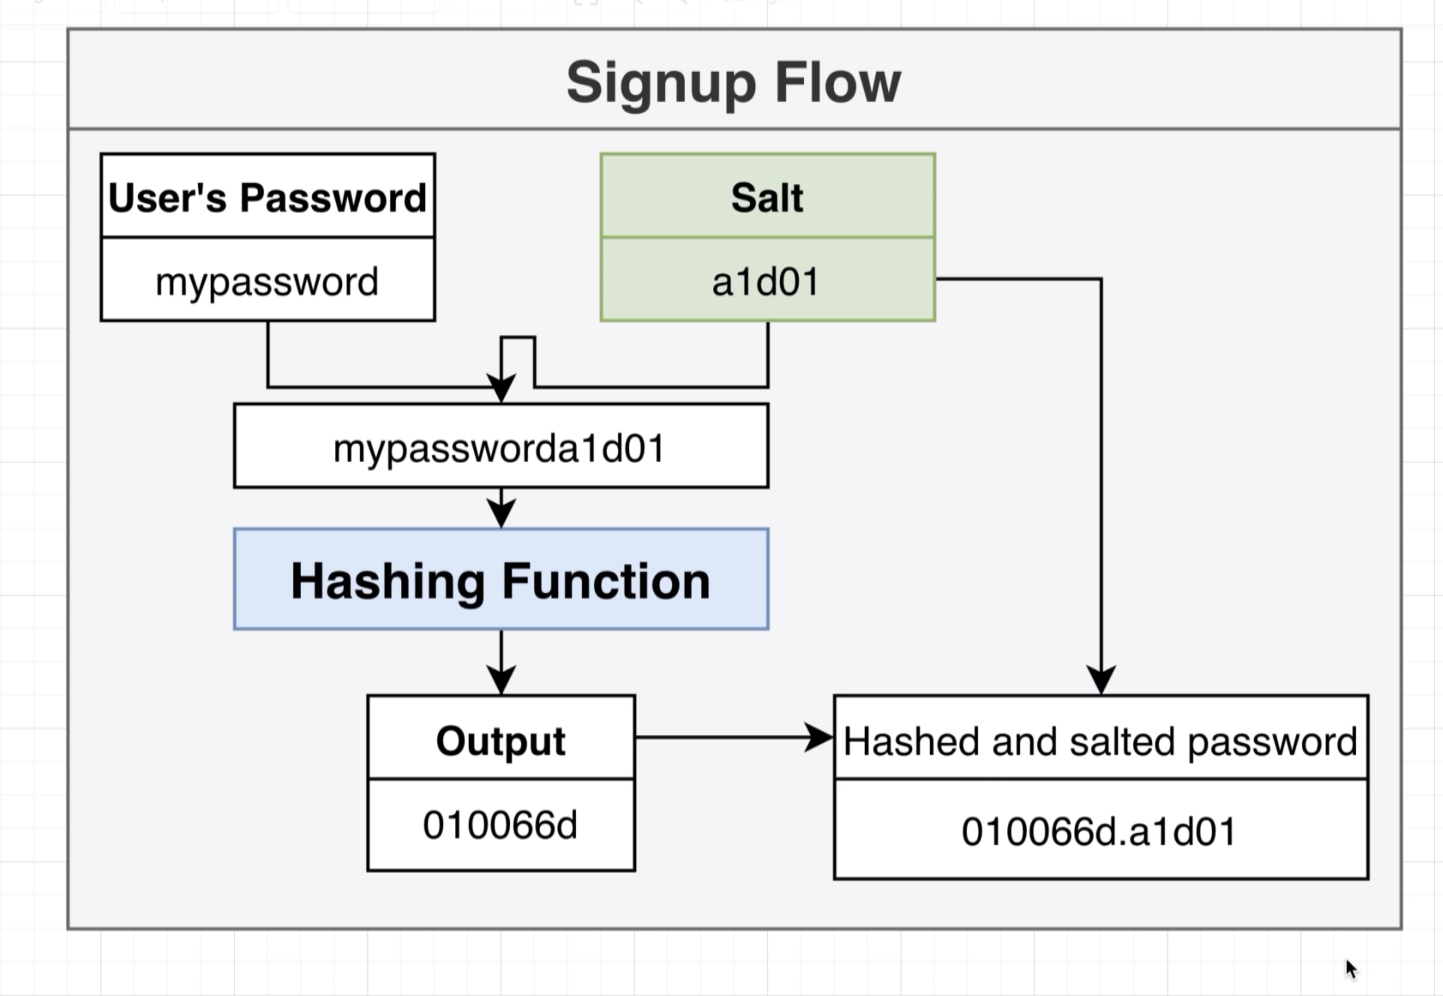 Signup Flow
User's Password
mypassword
Salt
a1d01
mypassworda1d01
Hashing Function
Output
010066d
Hashed and salted password
010066d.a1d01